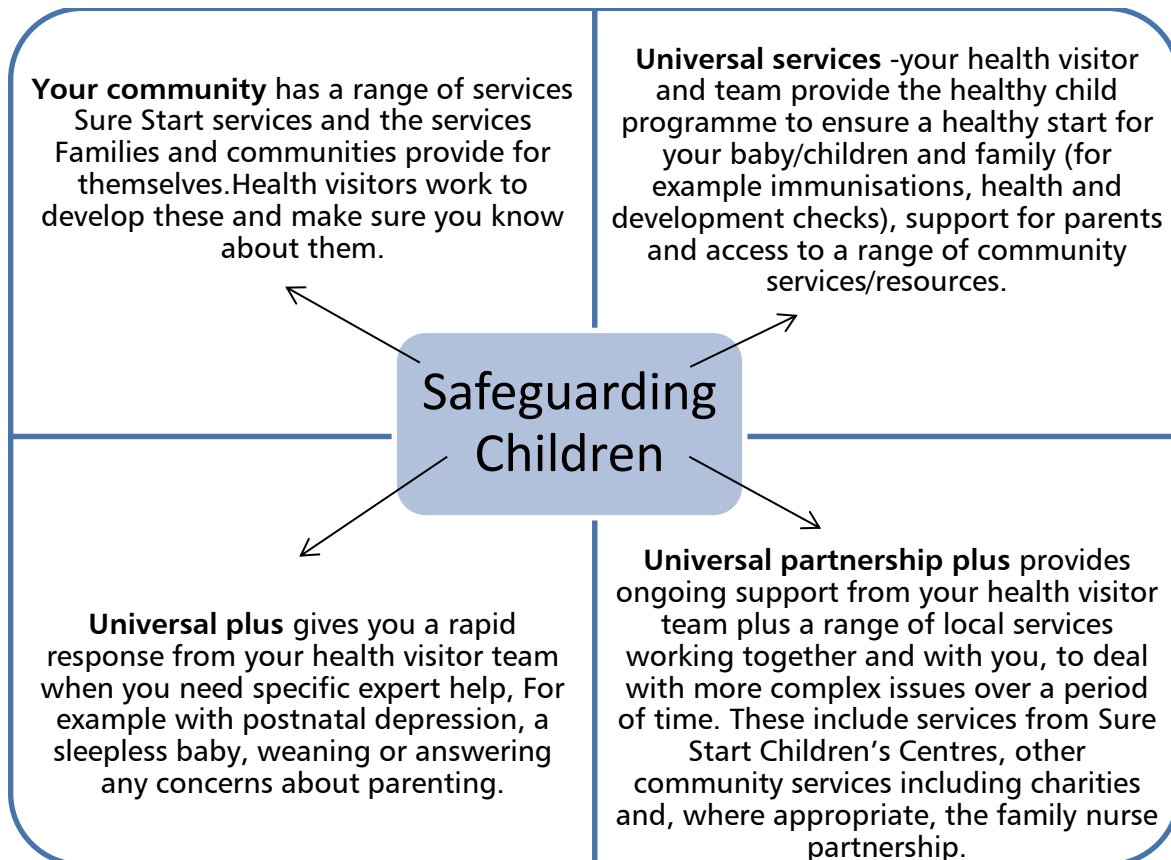 Your community has a range of services
Sure Start services and the services
Families and communities provide for
themselves.Health visitors work to
develop these and make sure you know
about them.
Universal services -your health visitor
and team provide the healthy child
programme to ensure a healthy start for
your baby/children and family (for
example immunisations, health and
development checks), support for parents
and access to a range of community
services/resources.
Safeguarding
Children
Universal plus gives you a rapid
response from your health visitor team
when you need specific expert help, For
example with postnatal depression, a
sleepless baby, weaning or answering
any concerns about parenting.
Universal partnership plus provides
ongoing support from your health visitor
team plus a range of local services
working together and with you, to deal
with more complex issues over a period
of time. These include services from Sure
Start Children’s Centres, other
community services including charities
and, where appropriate, the family nurse
partnership.